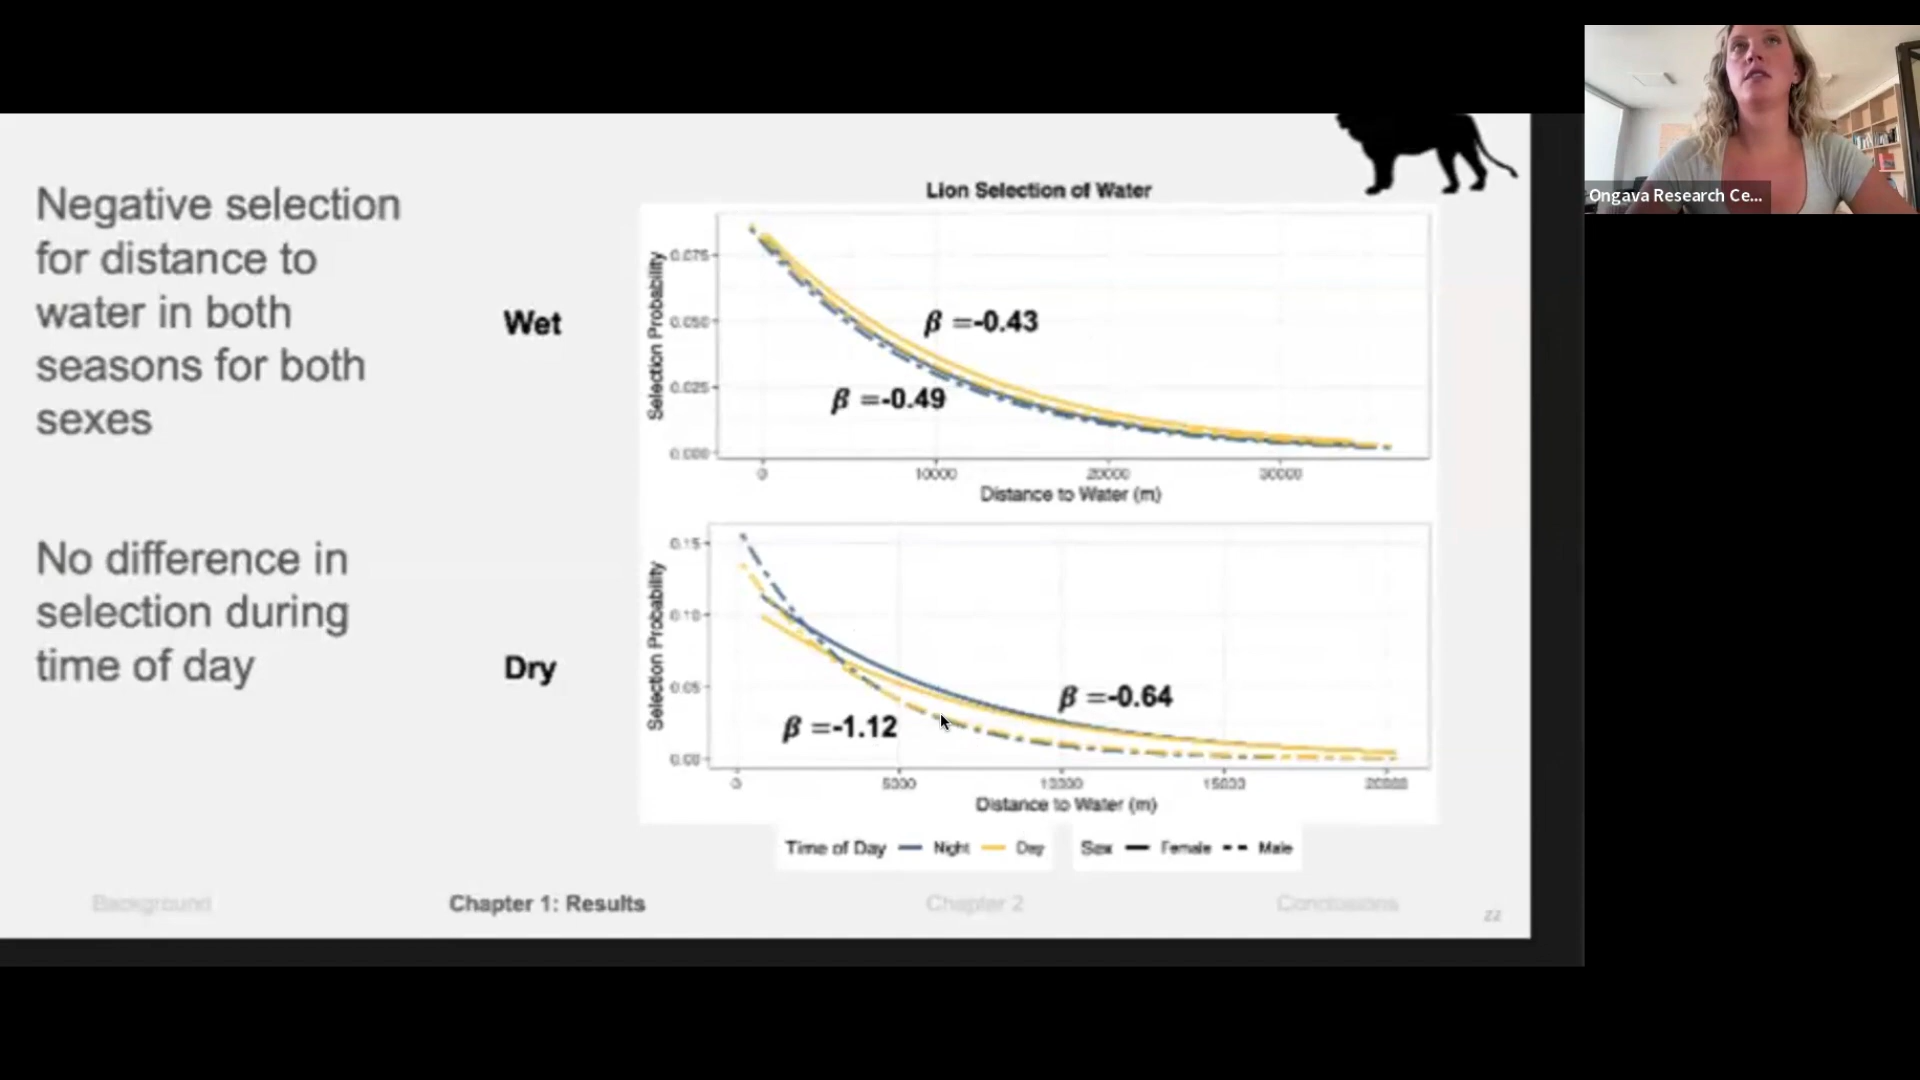 Ongava Research Ce...
Negative selection
for distance to
water in both
seasons for both
sexes
No difference in
selection during
time of day
Wet
Dry
Lion Selection of Water
Selection Probability
0.075
0.050
0.025
0.000
β =-0.43
β =-0.49
0
10000
20000
30000
Distance to Water (m)
Selection Probability
0.15
0.10
0.05
0.00
β =-0.64
β =-1.12
0
5000
10000
15000
20000
Distance to Water (m)
Time of Day Night Day Sex Female Male
Background
Chapter 1: Results
Chapter 2
Conclusions
22